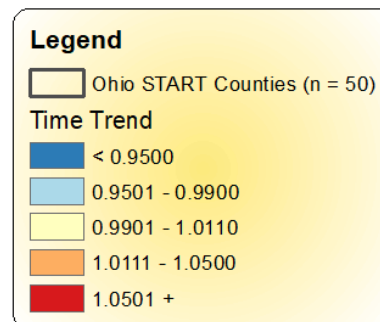 Legend
Ohio START Counties (n = 50)
Time Trend
< 0.9500
0.9501 - 0.9900
0.9901 - 1.0110
1.0111 - 1.0500
1.0501 +